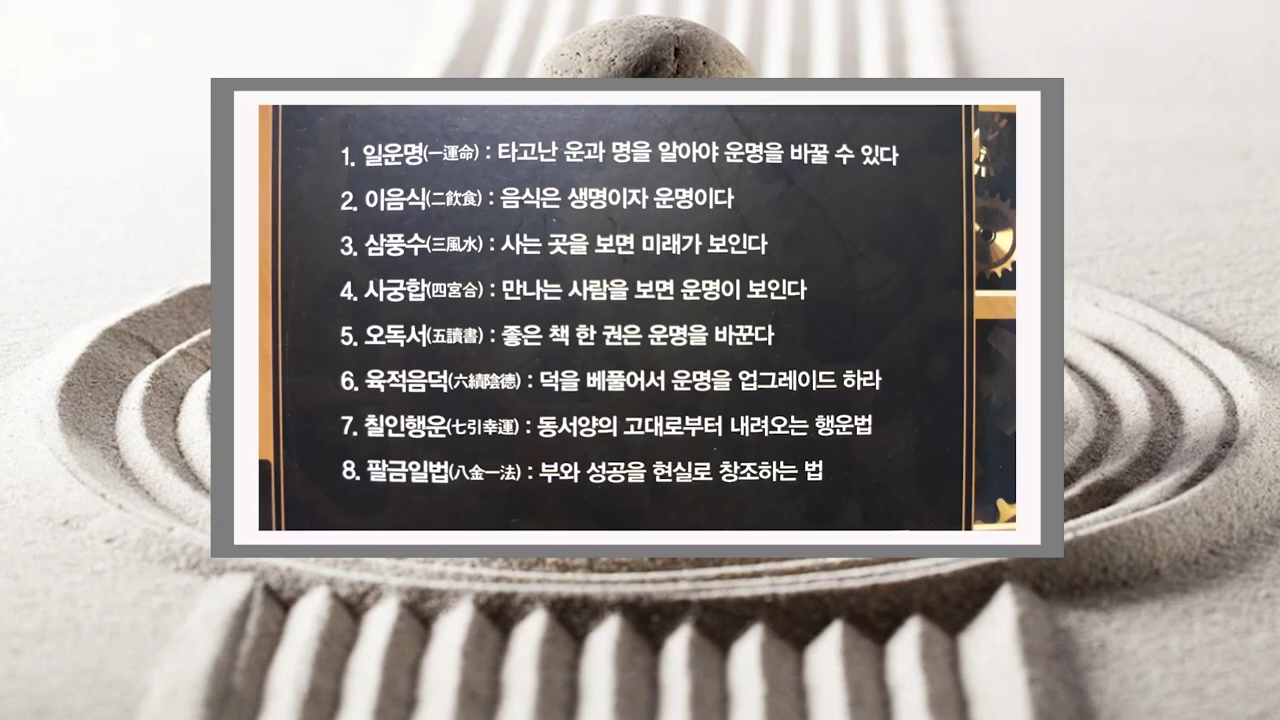 1. 일운명(一運命) : 타고난 운과 명을 알아야 운명을 바꿀 수 있다
2. 이음식(二飮食) : 음식은 생명이자 운명이다
3. 삼풍수(三風水) : 사는 곳을 보면 미래가 보인다
4. 사궁합(四宮合) : 만나는 사람을 보면 운명이 보인다
5. 오독서(五讀書) : 좋은 책 한 권은 운명을 바꾼다
6. 육적음덕(六績陰德) : 덕을 베풀어서 운명을 업그레이드 하라
7. 칠인행운(七引幸運) : 동서양의 고대로부터 내려오는 행운법
8. 팔금일법(八金一法) : 부와 성공을 현실로 창조하는 법